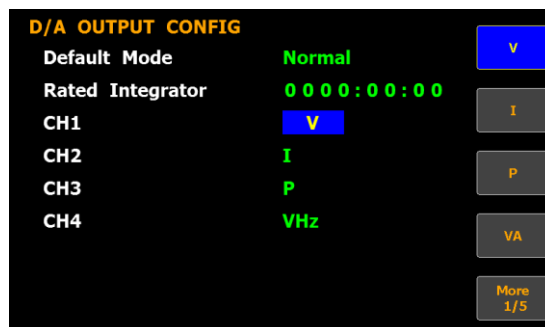 D/A OUTPUT CONFIG
Default Mode Normal
Rated Integrator 0000:00:00
CH1 V
CH2 I
CH3 P
CH4 VHz
V
I
P
VA
More
1/5